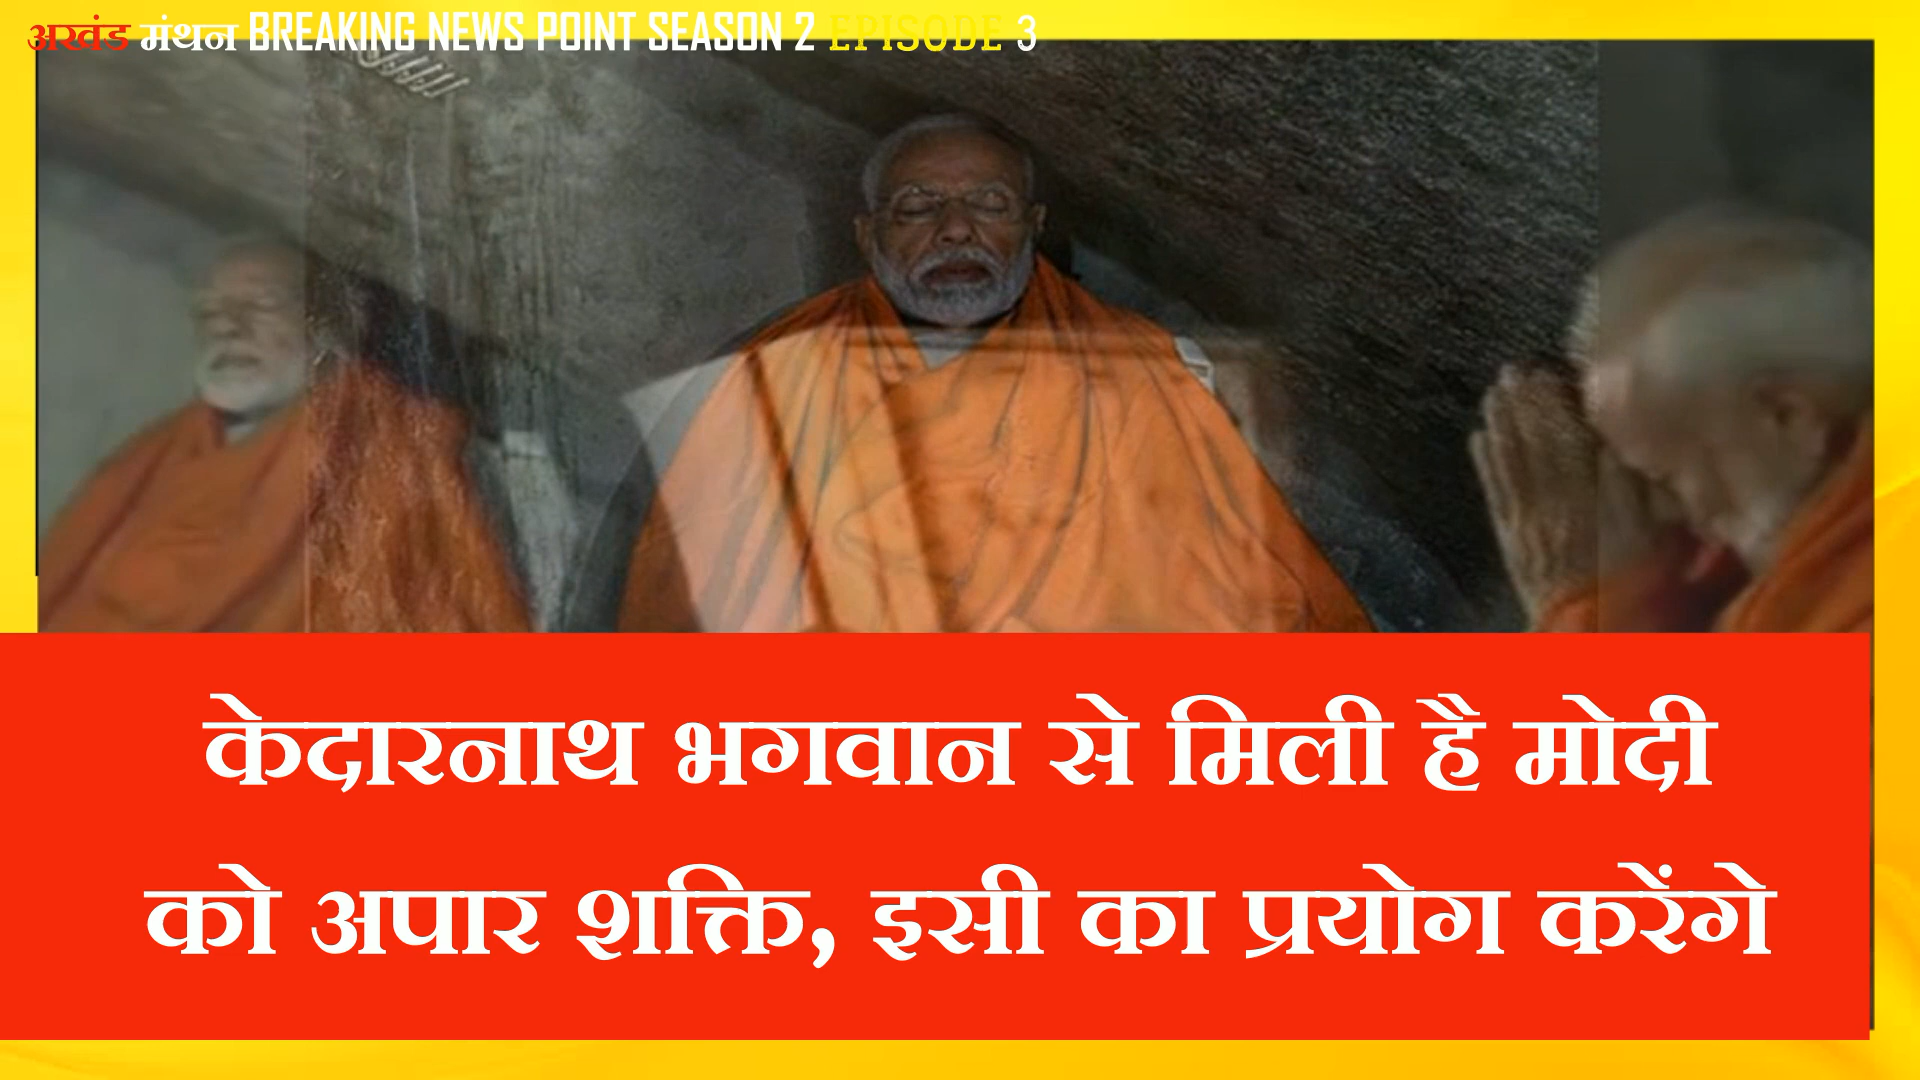 अखंड मंथन BREAKING NEWS POINT SEASON 2 EPISODE 3
केदारनाथ भगवान से मिली है मोदी
को अपार शक्ति, इसी का प्रयोग करेंगे